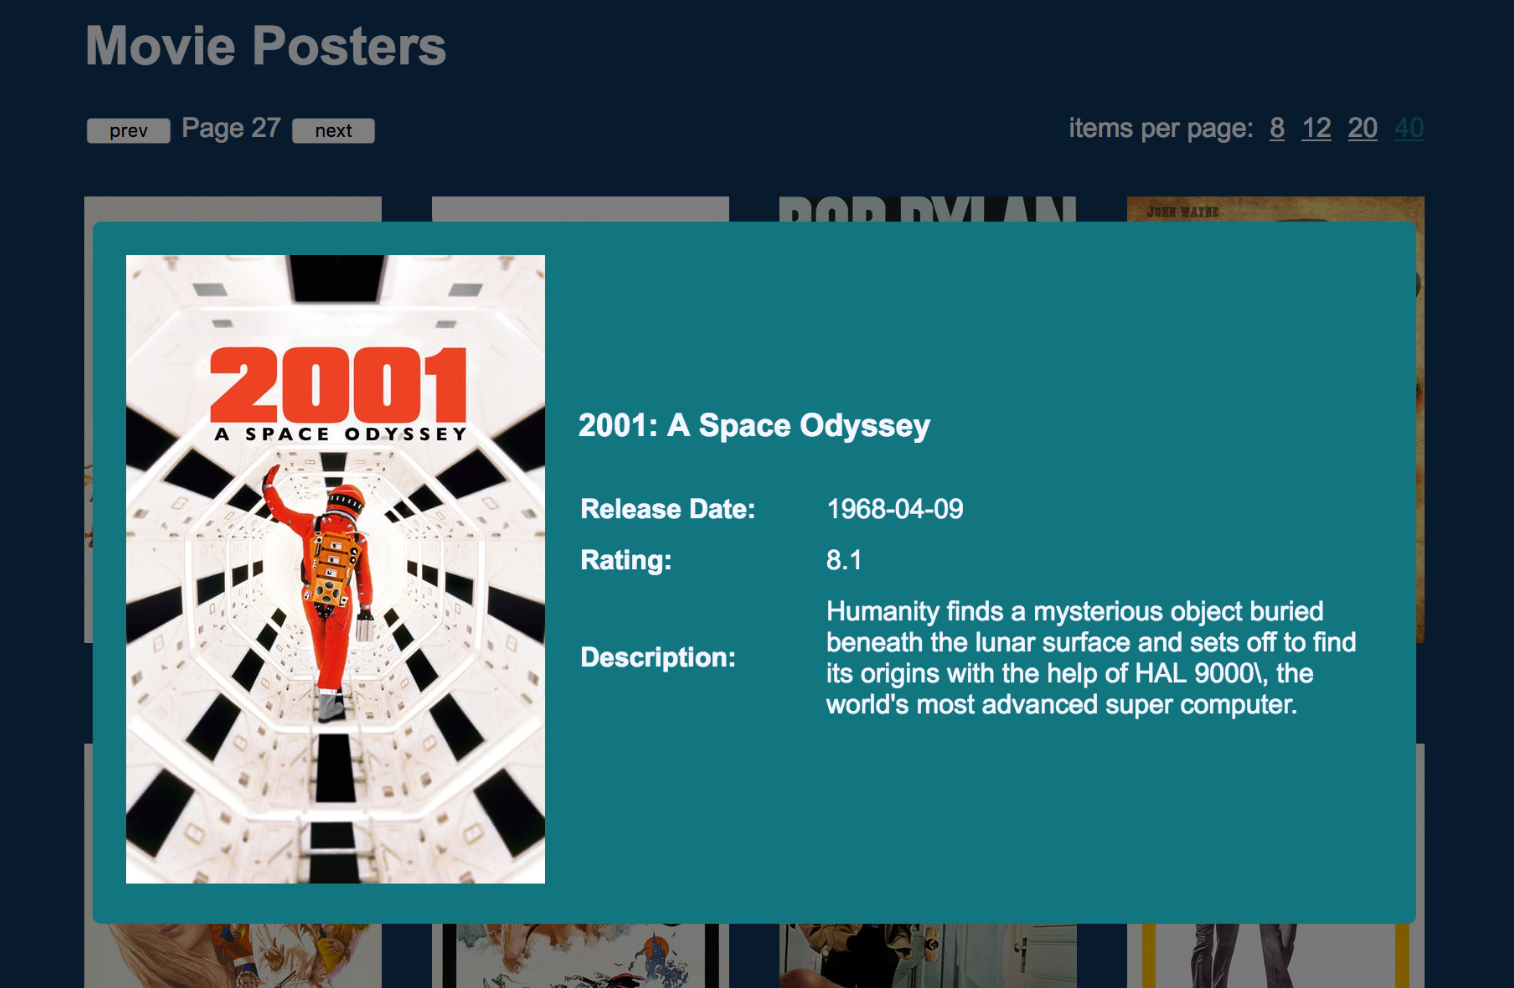 Movie Posters
prev Page 27 next
items per page: 8 12 20 40
BOB DYLAN
JOHN WAYNE
2001
A SPACE ODYSSEY
2001: A Space Odyssey
Release Date: 1968-04-09
Rating: 8.1
Description:
Humanity finds a mysterious object buried
beneath the lunar surface and sets off to find
its origins with the help of HAL 9000\, the
world's most advanced super computer.